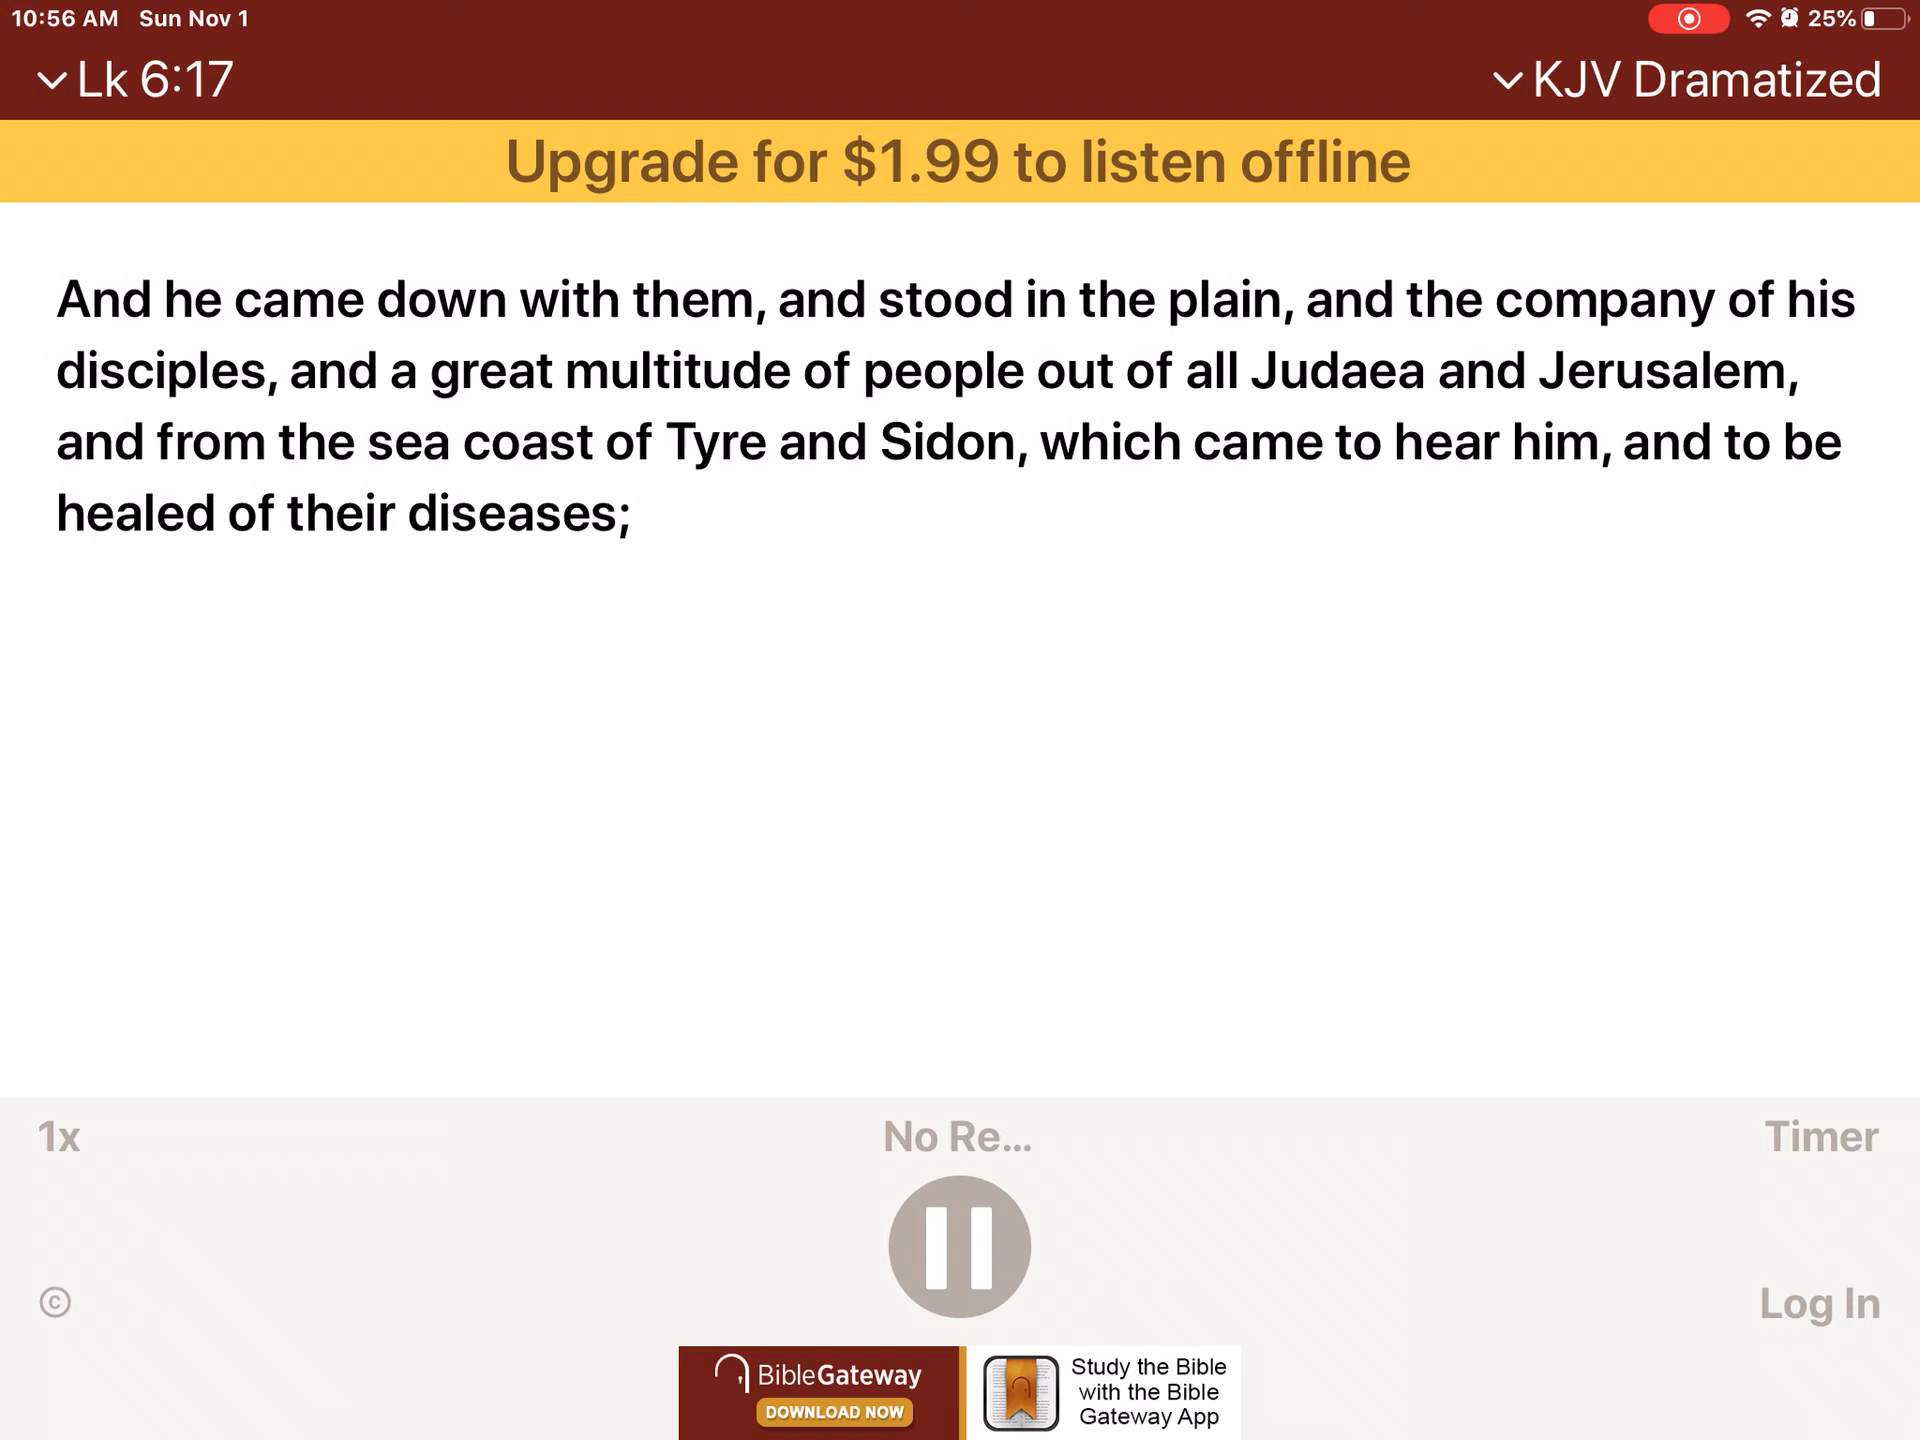 10:56 AM Sun Nov 1
25%
Lk 6:17
KJV Dramatized
Upgrade for $1.99 to listen offline
And he came down with them, and stood in the plain, and the company of his
disciples, and a great multitude of people out of all Judaea and Jerusalem,
and from the sea coast of Tyre and Sidon, which came to hear him, and to be
healed of their diseases;
1x
No Re...
Timer
©
Log In
BibleGateway
DOWNLOAD NOW
Study the Bible
with the Bible
Gateway App